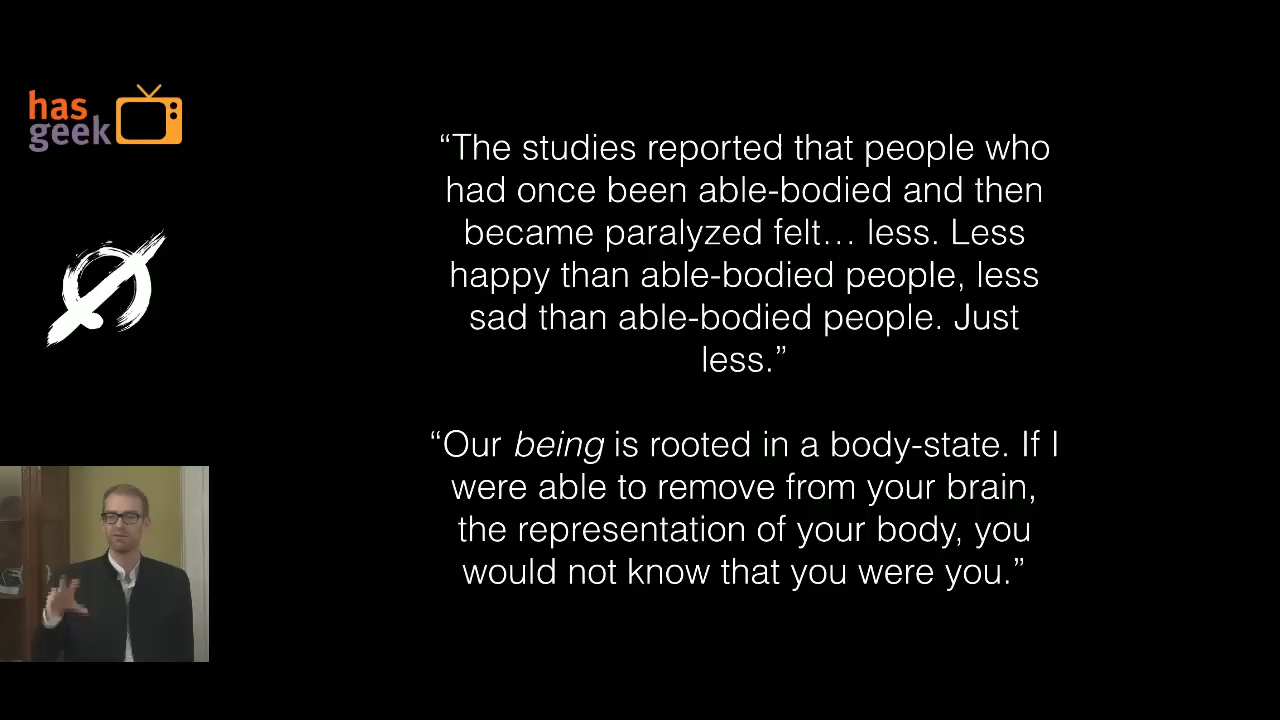 has
geek
“The studies reported that people who
had once been able-bodied and then
became paralyzed felt… less. Less
happy than able-bodied people, less
sad than able-bodied people. Just
less.”
“Our being is rooted in a body-state. If I
were able to remove from your brain,
the representation of your body, you
would not know that you were you.”